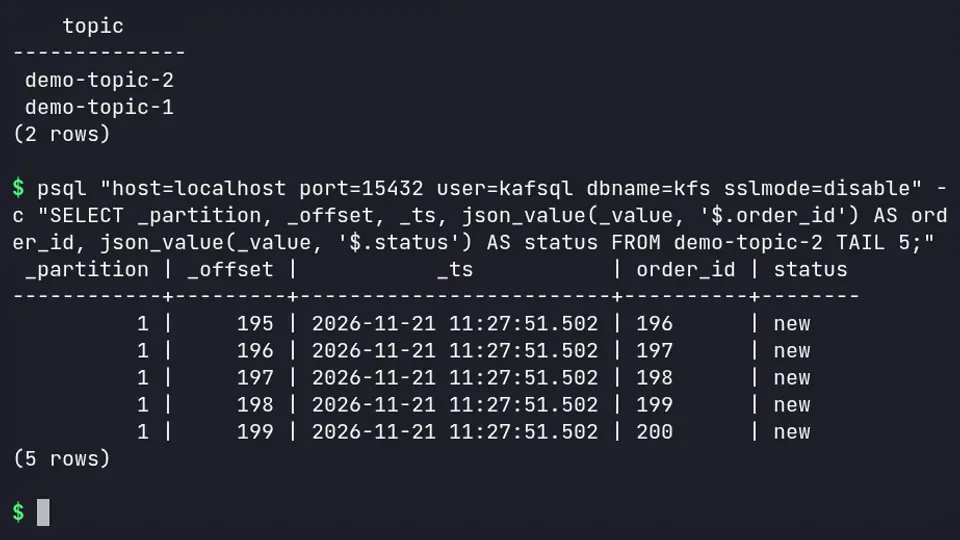 topic
--------------
 demo-topic-2
 demo-topic-1
(2 rows)

$ psql "host=localhost port=15432 user=kafsql dbname=kfs sslmode=disable" -
c "SELECT _partition, _offset, _ts, json_value(_value, '$.order_id') AS ord
er_id, json_value(_value, '$.status') AS status FROM demo-topic-2 TAIL 5;"
 _partition | _offset |           _ts           | order_id | status
------------+---------+-------------------------+----------+--------
          1 |     195 | 2026-11-21 11:27:51.502 | 196      | new
          1 |     196 | 2026-11-21 11:27:51.502 | 197      | new
          1 |     197 | 2026-11-21 11:27:51.502 | 198      | new
          1 |     198 | 2026-11-21 11:27:51.502 | 199      | new
          1 |     199 | 2026-11-21 11:27:51.502 | 200      | new
(5 rows)

$